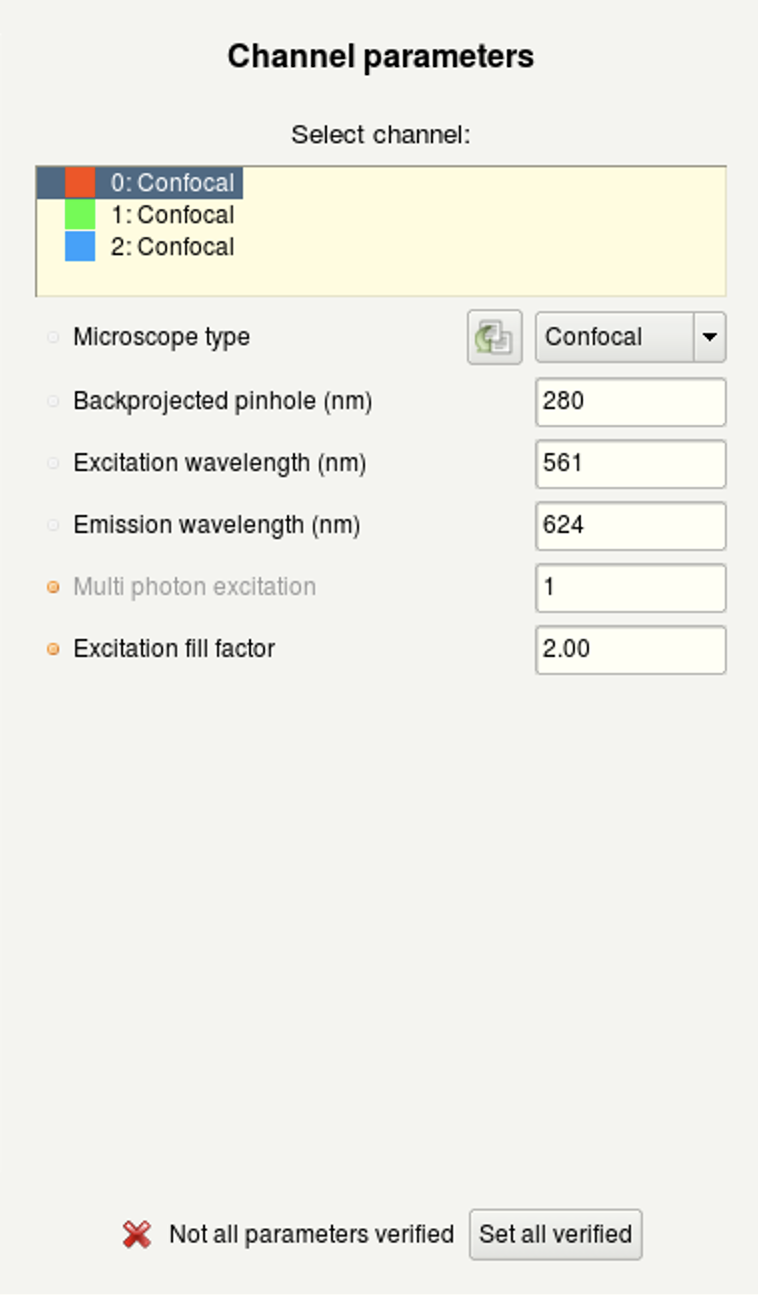 Channel parameters
Select channel:
0: Confocal
1: Confocal
2: Confocal
Microscope type Confocal
Backprojected pinhole (nm) 280
Excitation wavelength (nm) 561
Emission wavelength (nm) 624
Multi photon excitation 1
Excitation fill factor 2.00
Not all parameters verified Set all verified